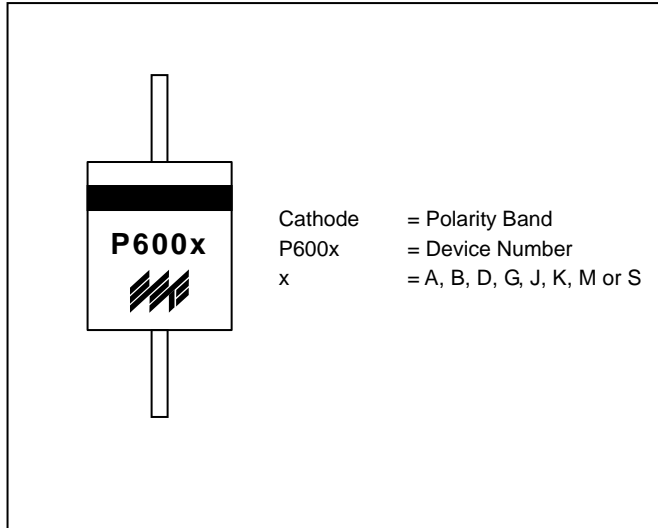 P600x
Cathode = Polarity Band
P600x = Device Number
x = A, B, D, G, J, K, M or S